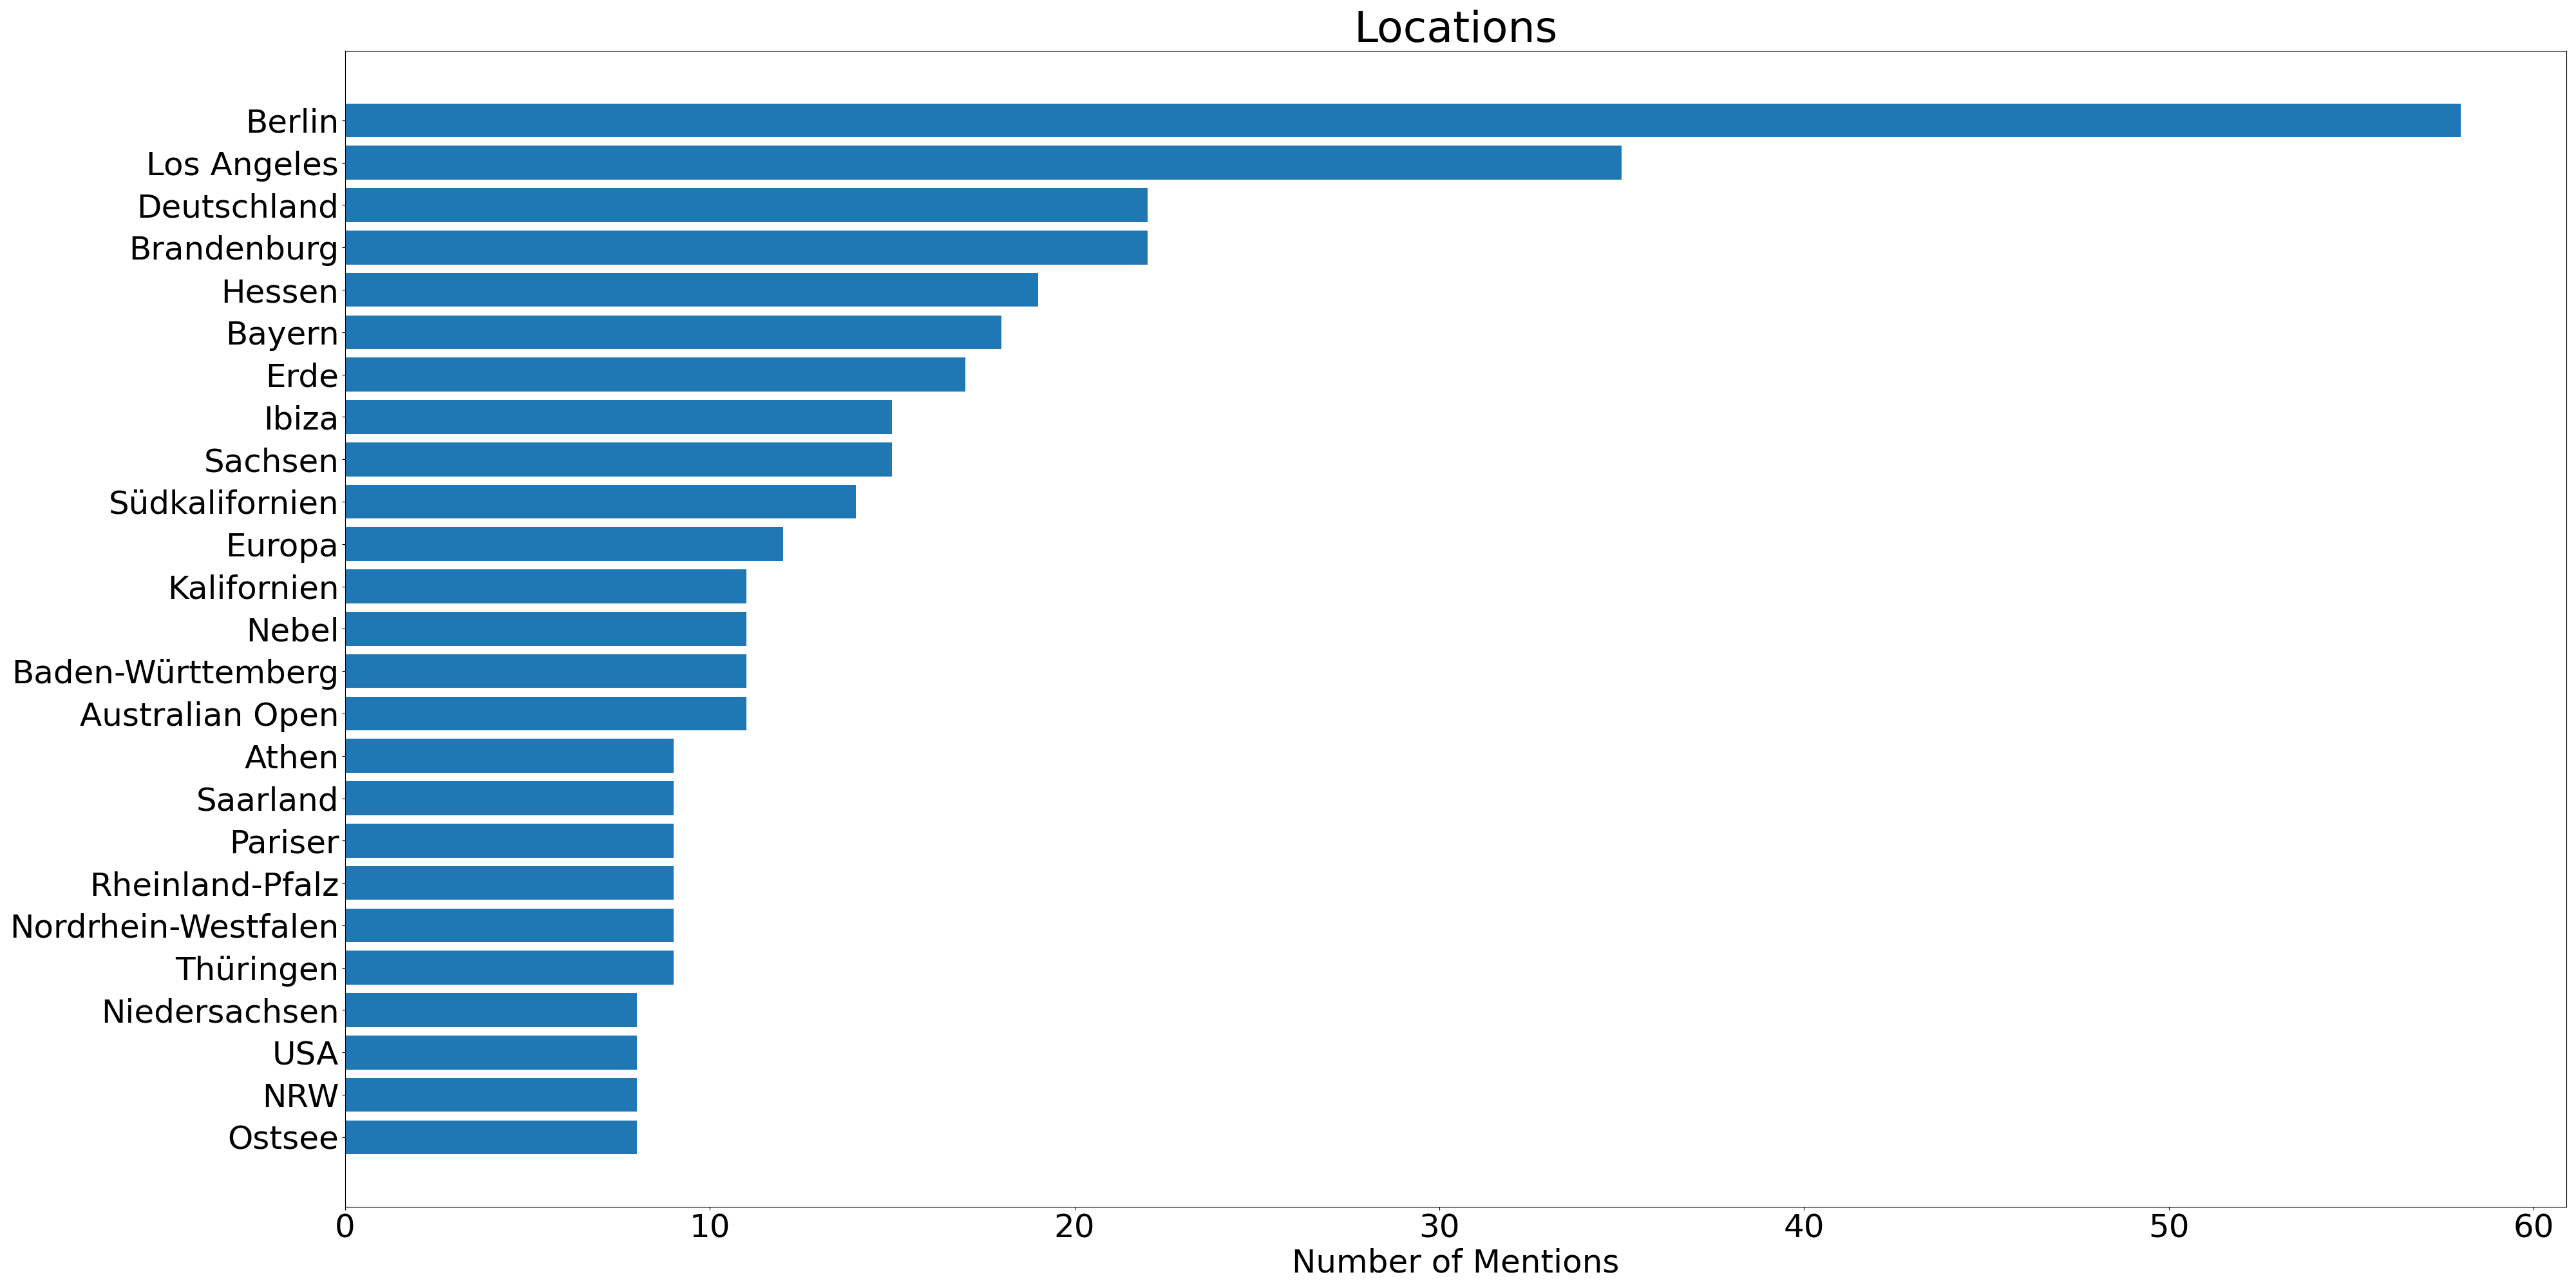 Locations
Berlin
Los Angeles
Deutschland
Brandenburg
Hessen
Bayern
Erde
Ibiza
Sachsen
Südkalifornien
Europa
Kalifornien
Nebel
Baden-Württemberg
Australian Open
Athen
Saarland
Pariser
Rheinland-Pfalz
Nordrhein-Westfalen
Thüringen
Niedersachsen
USA
NRW
Ostsee
0 10 20 30 40 50 60
Number of Mentions